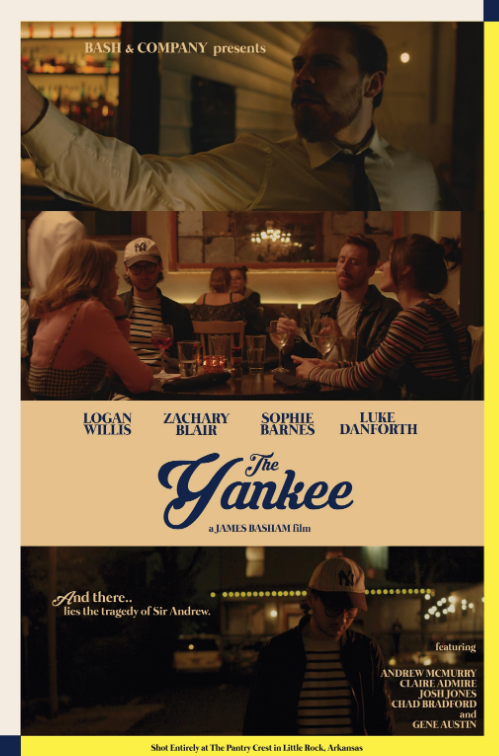 BASH & COMPANY presents
NY
LOGAN WILLIS
ZACHARY BLAIR
SOPHIE BARNES
LUKE DANFORTH
The
Yankee
a JAMES BASHAM film
And there..
lies the tragedy of Sir Andrew.
NY
featuring
ANDREW MCMURRY
CLAIRE ADMIRE
JOSH JONES
CHAD BRADFORD
and
GENE AUSTIN
Shot Entirely at The Pantry Crest in Little Rock, Arkansas